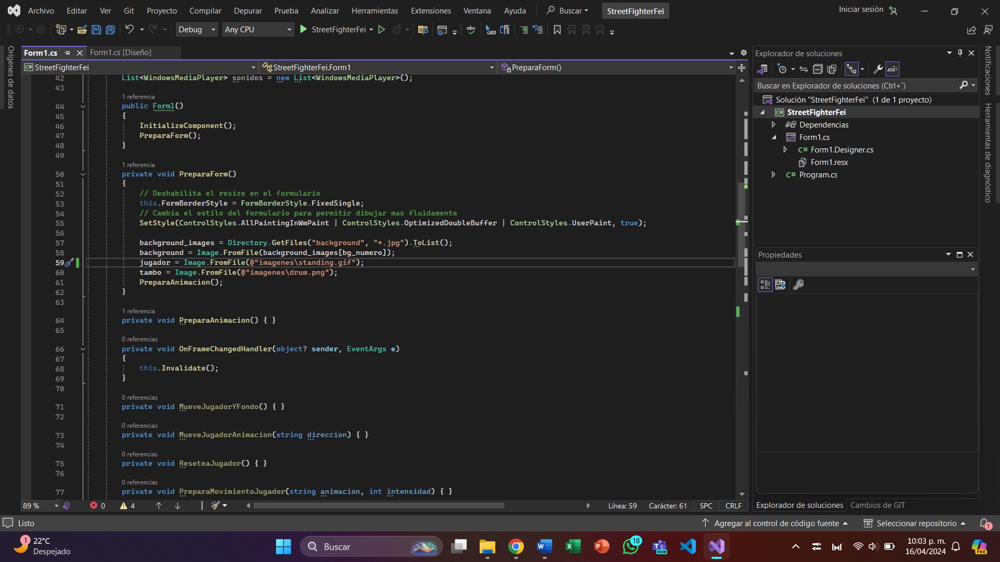 Archivo Editar Ver Git Proyecto Compilar Depurar Prueba Analizar Herramientas Extensiones Ventana Ayuda Buscar StreetFighterFei Iniciar sesión
Debug Any CPU StreetFighterFei abc
Orígenes de datos
Form1.cs Form1.cs [Diseño]
StreetFighterFei StreetFighterFei.Form1 PreparaForm()
42 List<WindowsMediaPlayer> sonidos = new List<WindowsMediaPlayer>();
43
1 referencia
44 public Form1()
45 {
46 InitializeComponent();
47 PreparaForm();
48 }
49
1 referencia
50 private void PreparaForm()
51 {
52 // Deshabilita el resize en el formulario
53 this.FormBorderStyle = FormBorderStyle.FixedSingle;
54 // Cambia el estilo del formulario para permitir dibujar mas fluidamente
55 SetStyle(ControlStyles.AllPaintingInWmPaint | ControlStyles.OptimizedDoubleBuffer | ControlStyles.UserPaint, true);
56
57 background_images = Directory.GetFiles("background", "*.jpg").ToList();
58 background = Image.FromFile(background_images[bg_numero]);
59 jugador = Image.FromFile(@"imagenes\standing.gif");
60 tambo = Image.FromFile(@"imagenes\drum.png");
61 PreparaAnimacion();
62 }
63
1 referencia
64 private void PreparaAnimacion() { }
65
0 referencias
66 private void OnFrameChangedHandler(object? sender, EventArgs e)
67 {
68 this.Invalidate();
69 }
70
0 referencias
71 private void MueveJugadorYFondo() { }
72
0 referencias
73 private void MueveJugadorAnimacion(string direccion) { }
74
0 referencias
75 private void ReseteaJugador() { }
76
0 referencias
77 private void PreparaMovimientoJugador(string animacion, int intensidad) { }
89 % 0 4 Línea: 59 Carácter: 61 SPC CRLF
Explorador de soluciones
Buscar en Explorador de soluciones (Ctrl+´)
Solución "StreetFighterFei" (1 de 1 proyecto)
C# StreetFighterFei
Dependencias
Form1.cs
C# Form1.Designer.cs
Form1.resx
C# Program.cs
Propiedades
Explorador de soluciones Cambios de GIT
Notificaciones
Herramientas de diagnóstico
Listo Agregar al control de código fuente Seleccionar repositorio 1
1 22°C
Despejado
Buscar
18
NEW
10:03 p. m.
16/04/2024
PRE